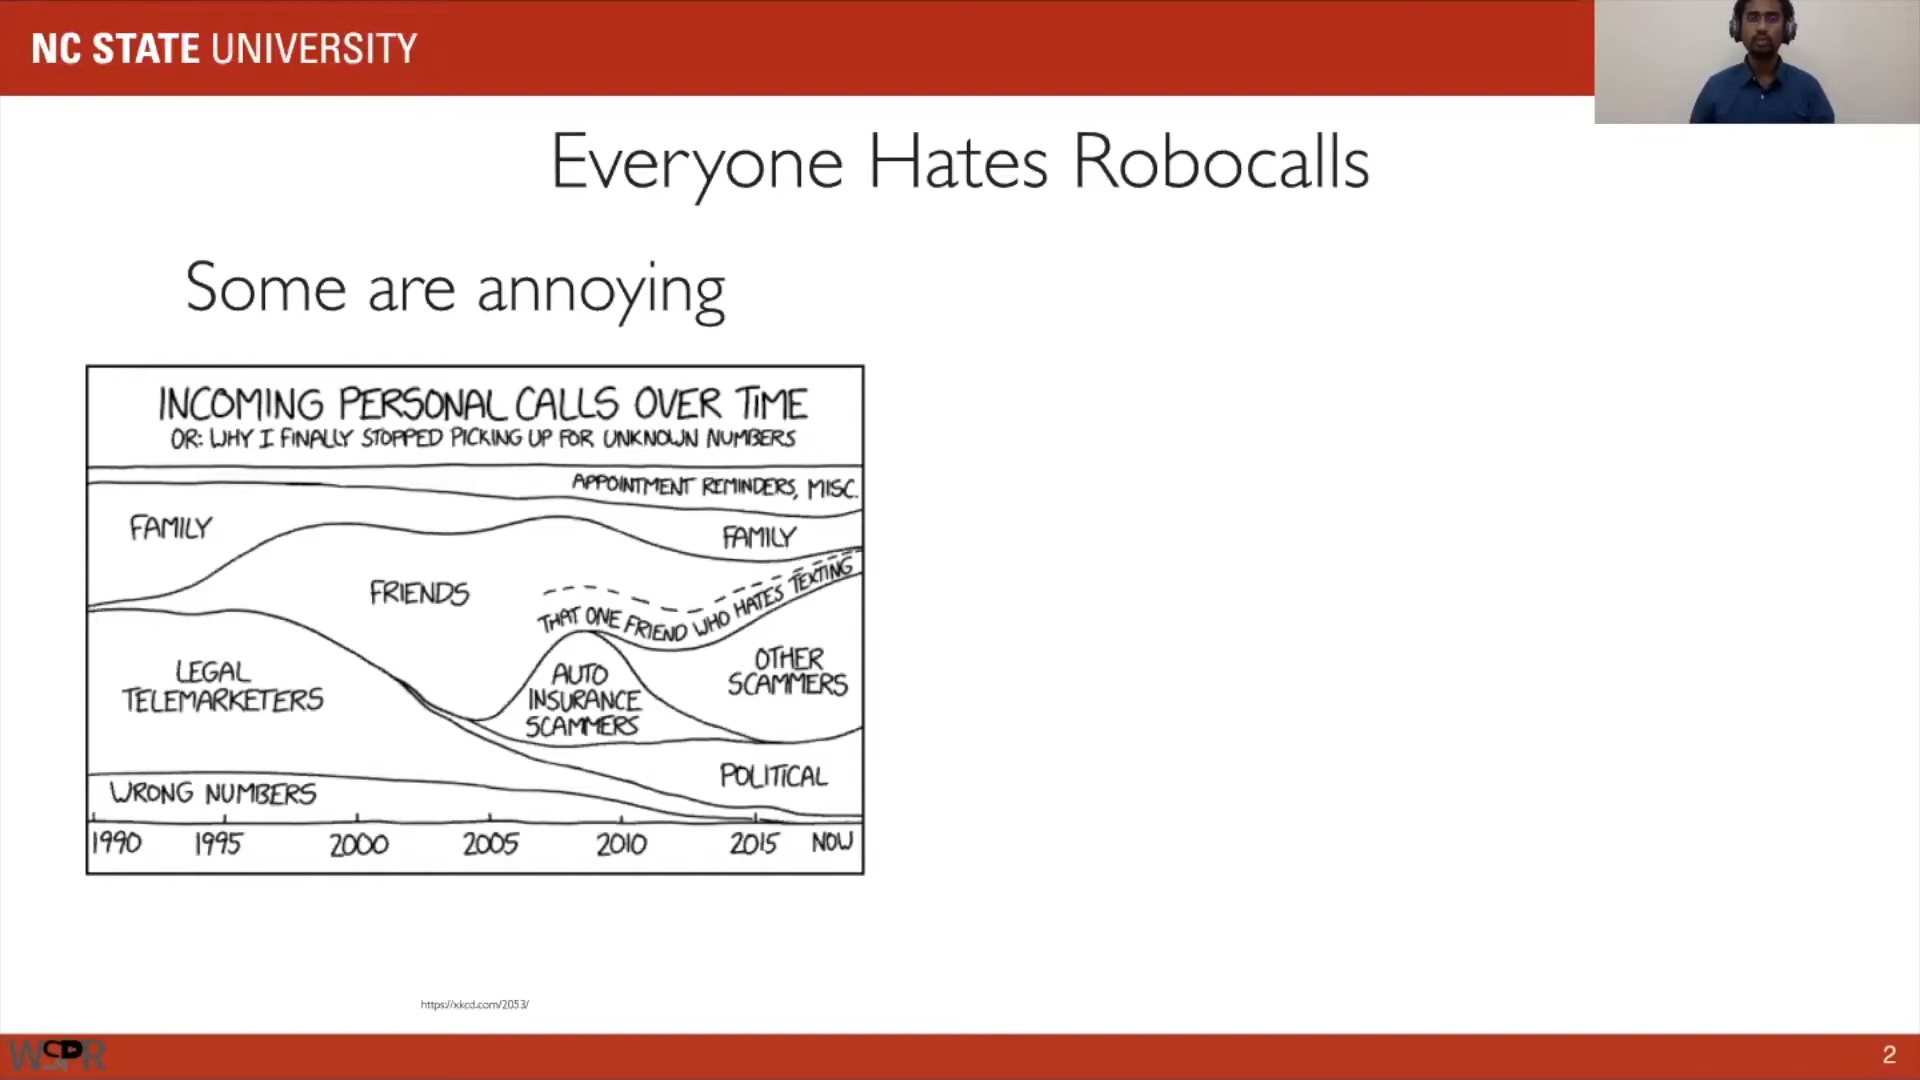 NC STATE UNIVERSITY
Everyone Hates Robocalls
Some are annoying
INCOMING PERSONAL CALLS OVER TIME
OR: WHY I FINALLY STOPPED PICKING UP FOR UNKNOWN NUMBERS
APPOINTMENT REMINDERS, MISC.
FAMILY
FAMILY
FRIENDS
THAT ONE FRIEND WHO HATES TEXTING
LEGAL
TELEMARKETERS
AUTO
INSURANCE
SCAMMERS
OTHER
SCAMMERS
POLITICAL
WRONG NUMBERS
1990 1995 2000 2005 2010 2015 NOW
https://xkcd.com/2053/
WSPR
2